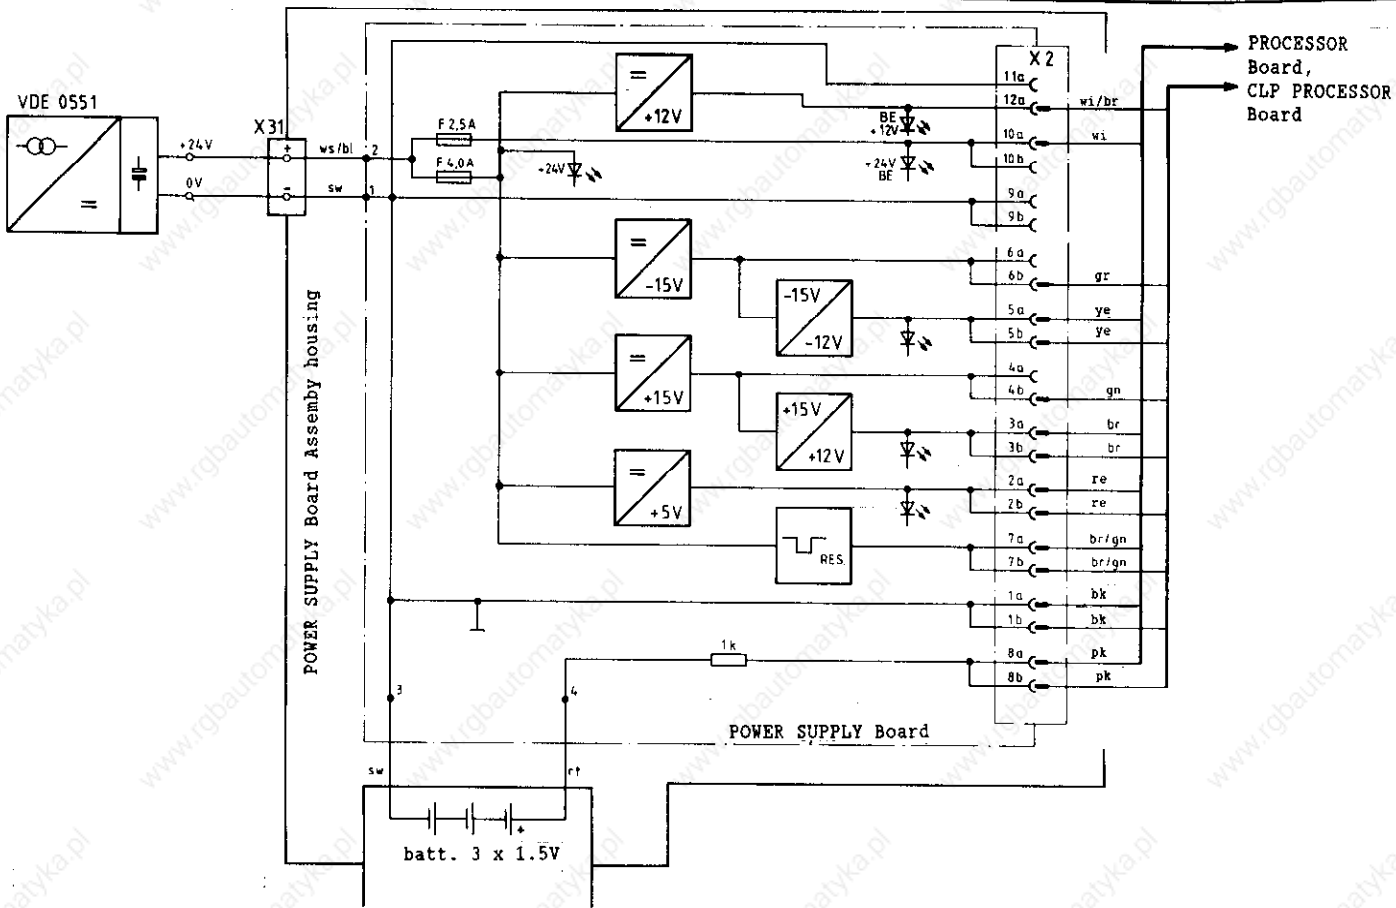 PROCESSOR
Board,
CLP PROCESSOR
Board
X 2
VDE 0551
X31
+24V
0V
+
-
ws/bl
sw
2
1
F 2,5A
F 4,0A
+24V
=
+12V
BE
+12V
-24V
BE
11a
12a
wi/br
10a
wi
10b
9a
9b
=
=
-15V
6a
6b
gr
-15V
-12V
5a
ye
5b
ye
=
+15V
4a
4b
gn
+15V
+12V
3a
br
3b
br
=
+5V
2a
re
2b
re
RES.
7a
br/gn
7b
br/gn
1a
bk
1b
bk
1k
8a
pk
8b
pk
3
4
POWER SUPPLY Board Assemby housing
POWER SUPPLY Board
sw
rt
+
batt. 3 x 1.5V
www.rgbautomatyka.pl